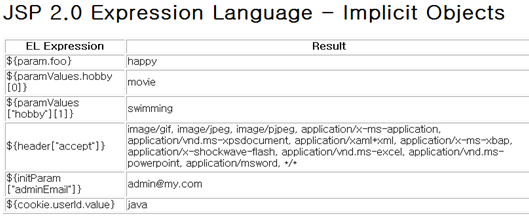 JSP 2.0 Expression Language - Implicit Objects
EL Expression Result
${param.foo} happy
${paramValues.hobby
[0]} movie
${paramValues
["hobby"][1]} swimming
${header["accept"]} image/gif, image/jpeg, image/pjpeg, application/x-ms-application,
application/vnd.ms-xpsdocument, application/xaml+xml, application/x-ms-xbap,
application/x-shockwave-flash, application/vnd.ms-excel, application/vnd.ms-
powerpoint, application/msword, */*
${initParam
["adminEmail"]} admin@my.com
${cookie.userId.value} java